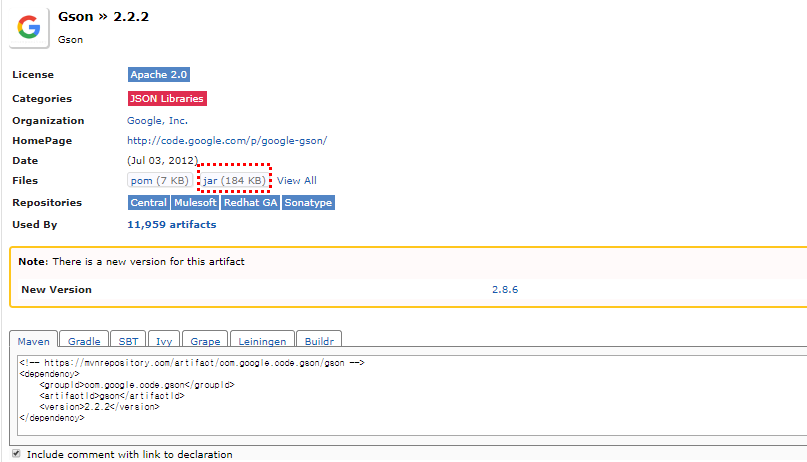 Gson » 2.2.2
Gson
License Apache 2.0
Categories JSON Libraries
Organization Google, Inc.
HomePage http://code.google.com/p/google-gson/
Date (Jul 03, 2012)
Files pom (7 KB) jar (184 KB) View All
Repositories Central Mulesoft Redhat GA Sonatype
Used By 11,959 artifacts
Note: There is a new version for this artifact
New Version 2.8.6
Maven Gradle SBT Ivy Grape Leiningen Buildr
<!-- https://mvnrepository.com/artifact/com.google.code.gson/gson -->
<dependency>
    <groupId>com.google.code.gson</groupId>
    <artifactId>gson</artifactId>
    <version>2.2.2</version>
</dependency>
Include comment with link to declaration